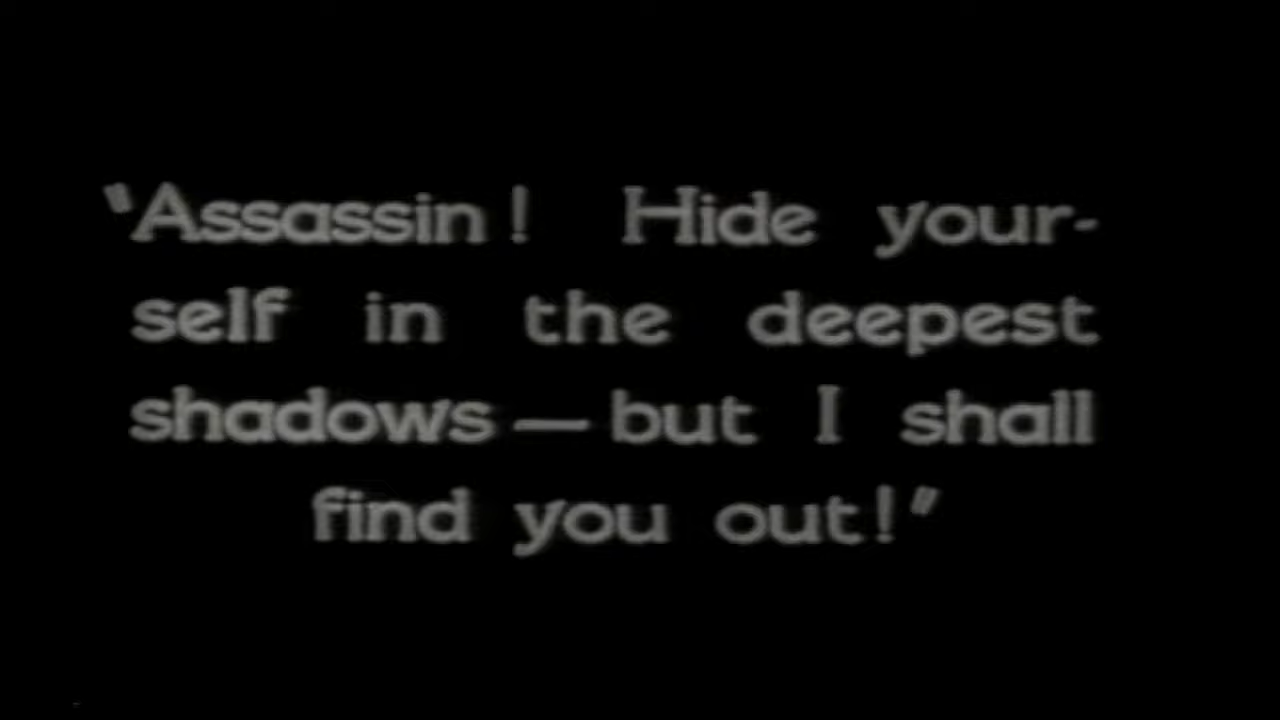 “Assassin! Hide your-
self in the deepest
shadows — but I shall
find you out!”